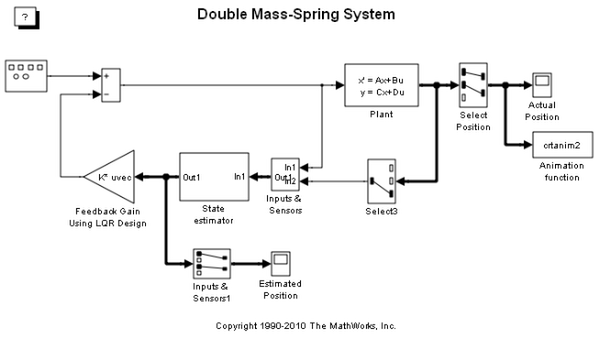 Double Mass-Spring System
?
+
−
x' = Ax+Bu
y = Cx+Du
Plant
Select
Position
Actual
Position
crtanim2
Animation
function
K* uvec
Feedback Gain
Using LQR Design
Out1
In1
State
estimator
Out1
In1
In2
Inputs &
Sensors
Select3
Inputs &
Sensors1
Estimated
Position
Copyright 1990-2010 The MathWorks, Inc.